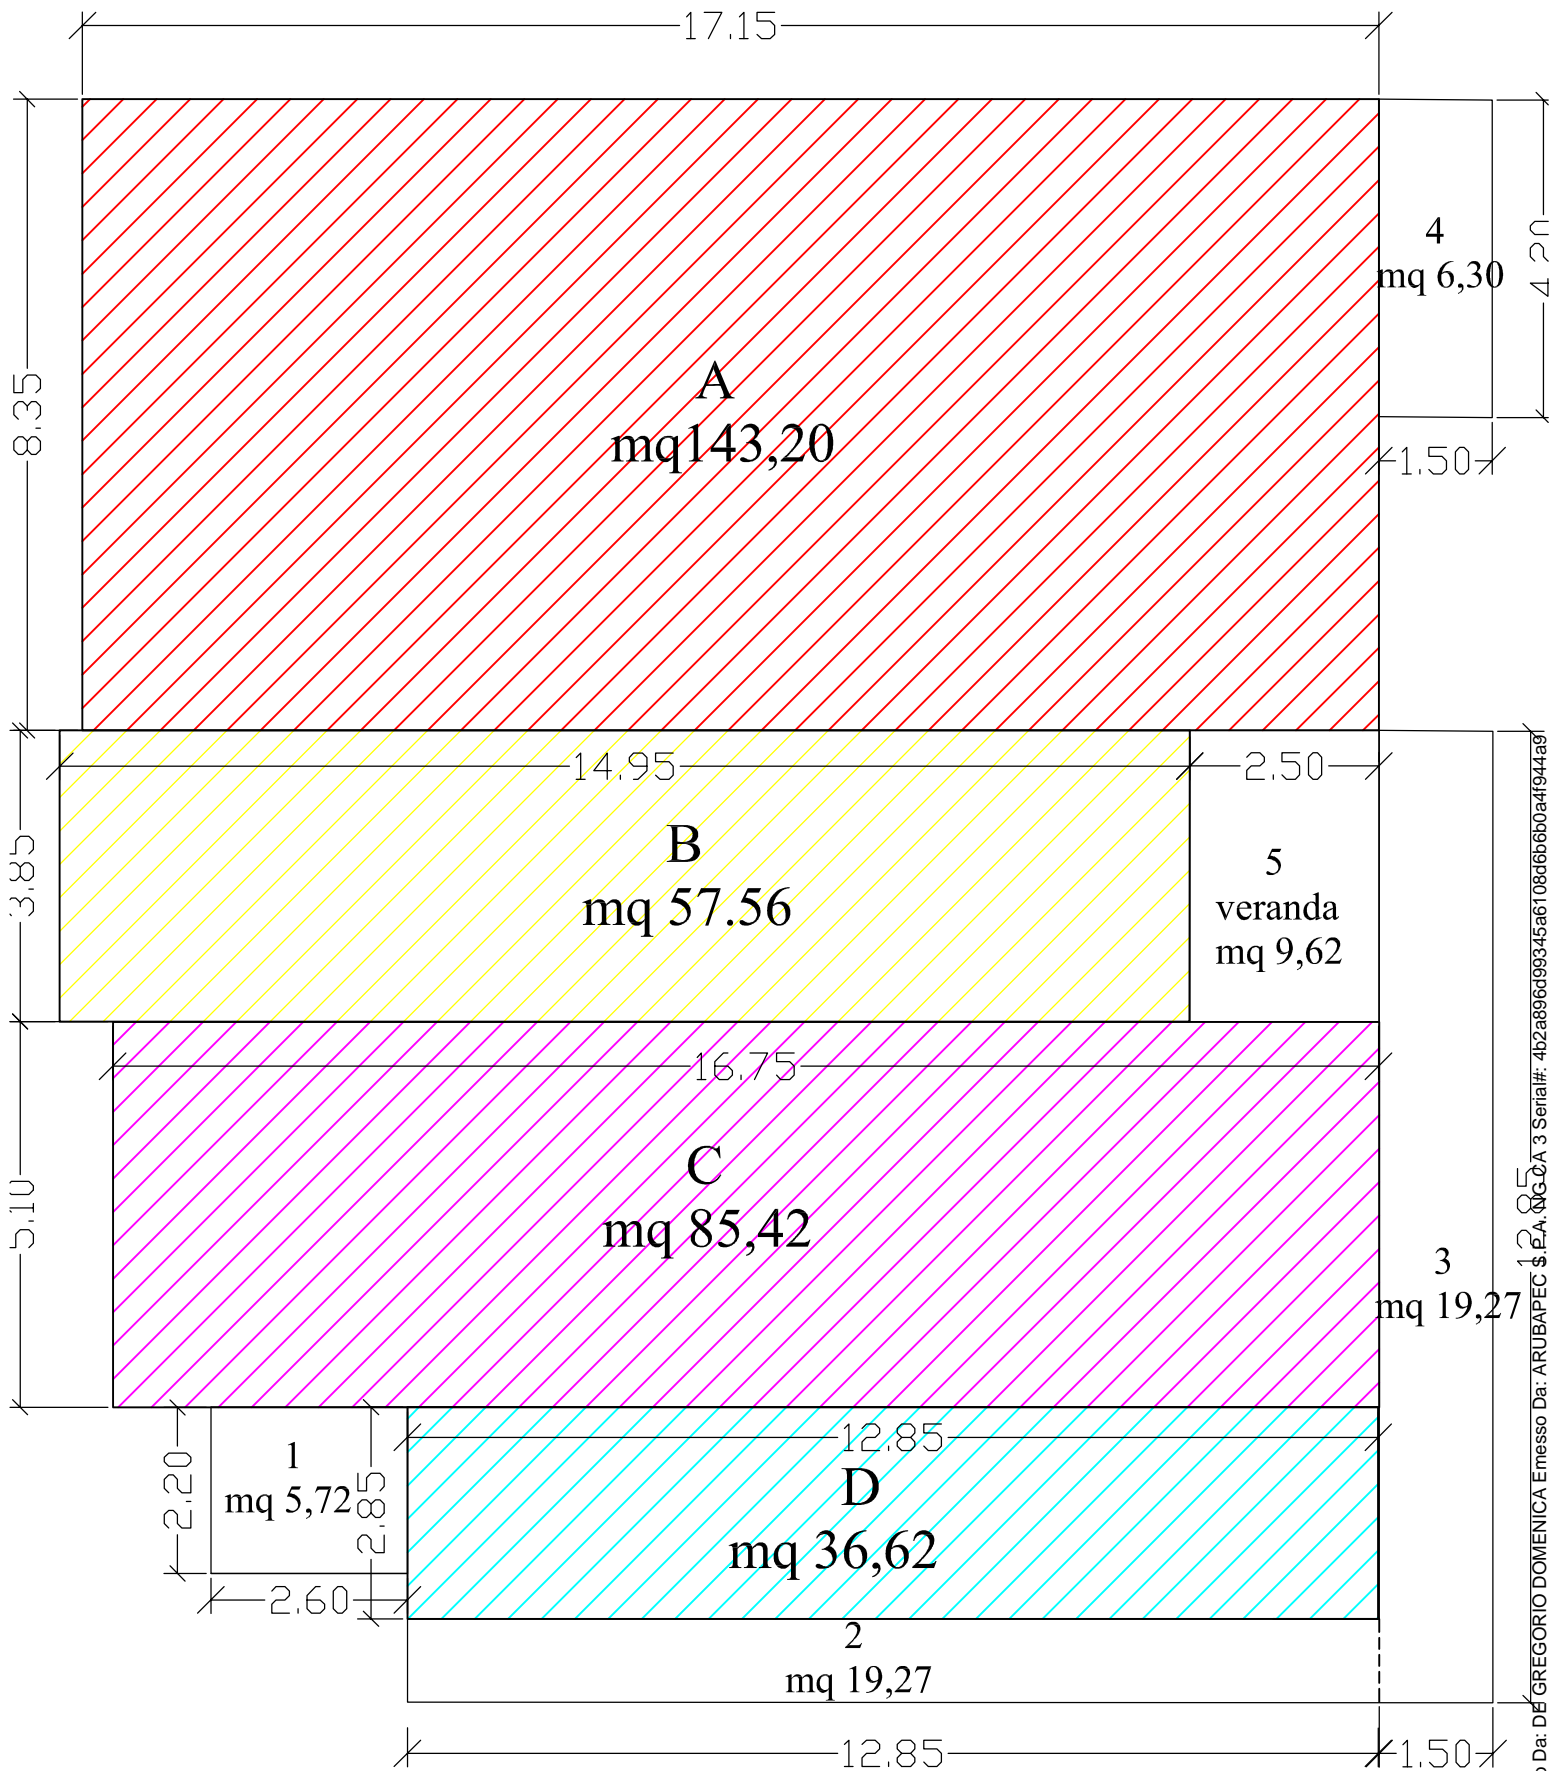 17.15
4
mq 6,30
4.20
8.35
A
mq143,20
1.50
14.95
2.50
3.85
B
mq 57.56
5
veranda
mq 9,62
16.75
C
mq 85,42
5.10
3
mq 19,27
12.85
12.85
1
mq 5,72
2.20
2.85
D
mq 36,62
2.60
2
mq 19,27
12.85
1.50
Da: DE GREGORIO DOMENICA Emesso Da: ARUBAPEC S.P.A. NG CA 3 Serial#: 4b2a896d99345a6108d6b6b0a4f944a9